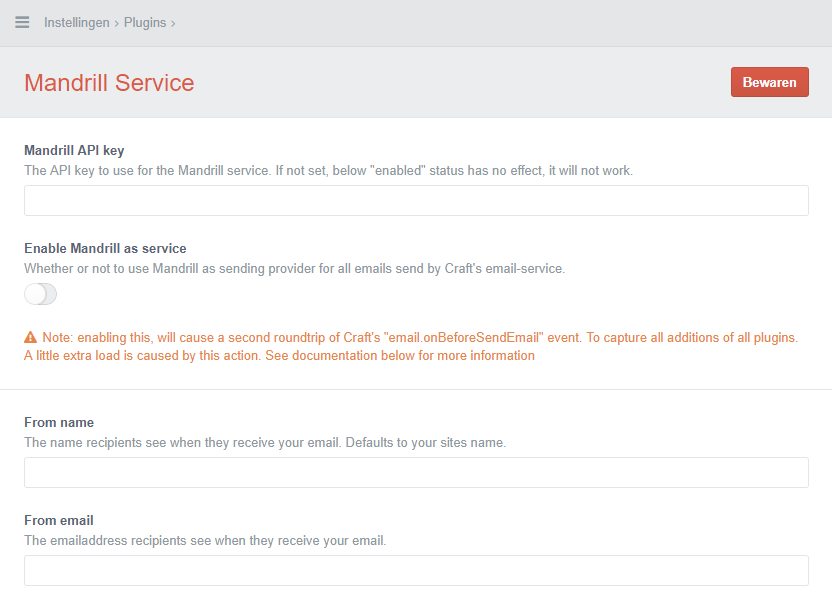 Instellingen › Plugins ›
Mandrill Service
Bewaren
Mandrill API key
The API key to use for the Mandrill service. If not set, below "enabled" status has no effect, it will not work.
Enable Mandrill as service
Whether or not to use Mandrill as sending provider for all emails send by Craft's email-service.
Note: enabling this, will cause a second roundtrip of Craft's "email.onBeforeSendEmail" event. To capture all additions of all plugins.
A little extra load is caused by this action. See documentation below for more information
From name
The name recipients see when they receive your email. Defaults to your sites name.
From email
The emailaddress recipients see when they receive your email.